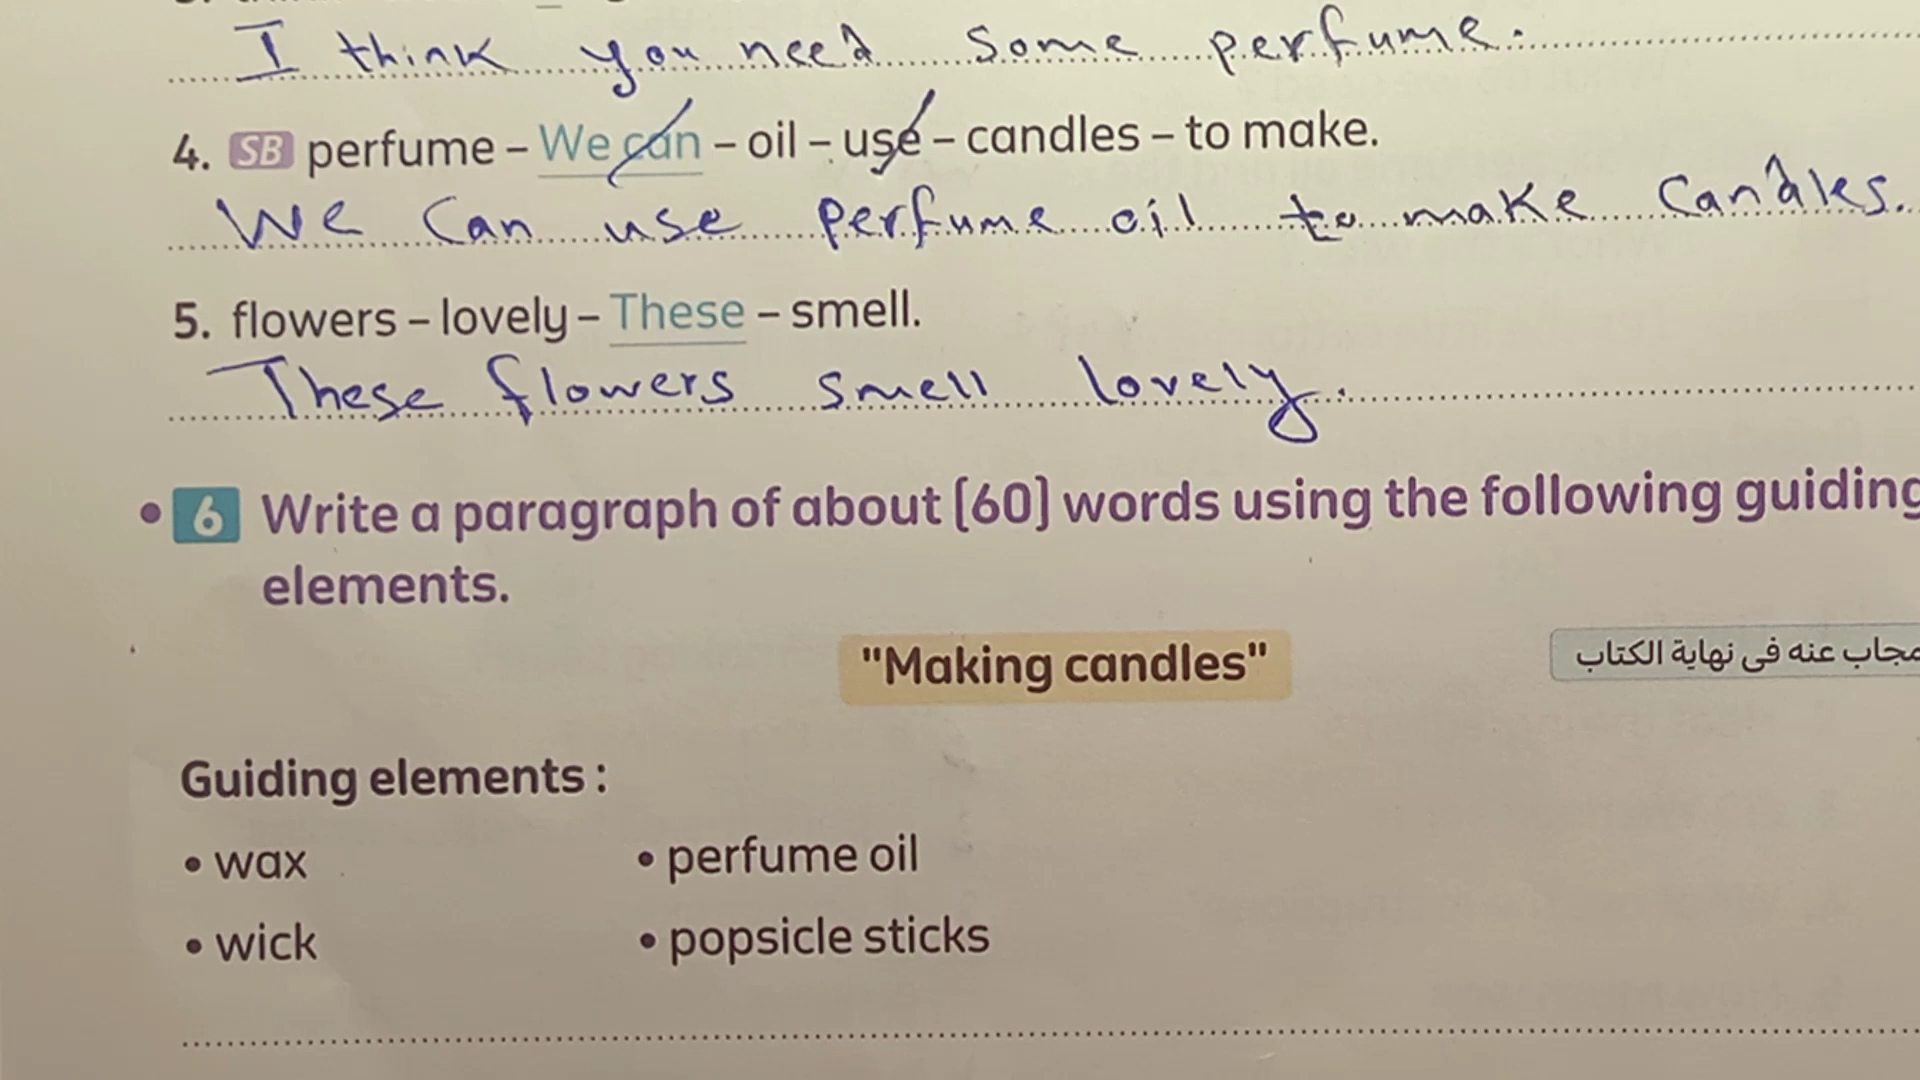 I think you need some perfume.
4. SB perfume – We can – oil – use – candles – to make.
We can use perfume oil to make candles.
5. flowers – lovely – These – smell.
These flowers smell lovely.
6 Write a paragraph of about (60) words using the following guiding
elements.
"Making candles"
مجاب عنه فى نهاية الكتاب
Guiding elements :
• wax
• perfume oil
• wick
• popsicle sticks